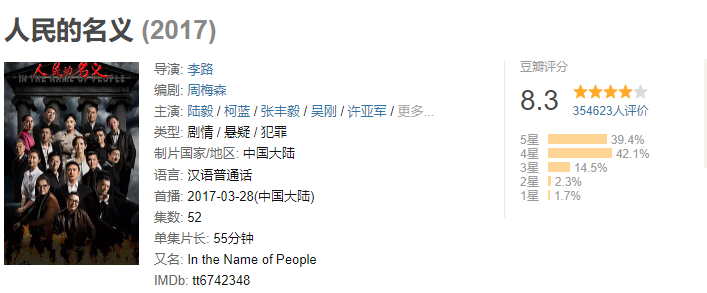 人民的名义 (2017)
人民的名义
IN THE NAME OF PEOPLE
导演: 李路
编剧: 周梅森
主演: 陆毅 / 柯蓝 / 张丰毅 / 吴刚 / 许亚军 / 更多...
类型: 剧情 / 悬疑 / 犯罪
制片国家/地区: 中国大陆
语言: 汉语普通话
首播: 2017-03-28(中国大陆)
集数: 52
单集片长: 55分钟
又名: In the Name of People
IMDb: tt6742348
豆瓣评分
8.3
354623人评价
5星 39.4%
4星 42.1%
3星 14.5%
2星 2.3%
1星 1.7%